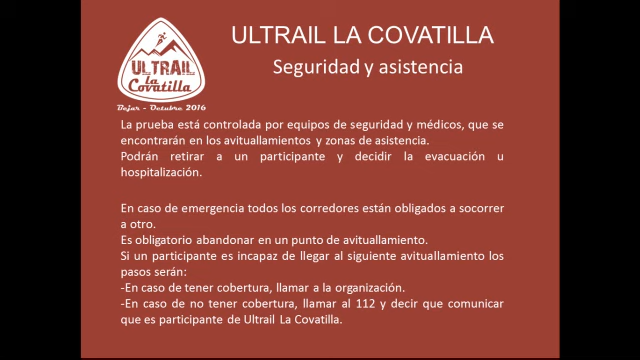 ULTRAIL
La
Covatilla
Bejar - Octubre 2016
ULTRAIL LA COVATILLA
Seguridad y asistencia
La prueba está controlada por equipos de seguridad y médicos, que se
encontrarán en los avituallamientos y zonas de asistencia.
Podrán retirar a un participante y decidir la evacuación u
hospitalización.
En caso de emergencia todos los corredores están obligados a socorrer
a otro.
Es obligatorio abandonar en un punto de avituallamiento.
Si un participante es incapaz de llegar al siguiente avituallamiento los
pasos serán:
-En caso de tener cobertura, llamar a la organización.
-En caso de no tener cobertura, llamar al 112 y decir que comunicar
que es participante de Ultrail La Covatilla.